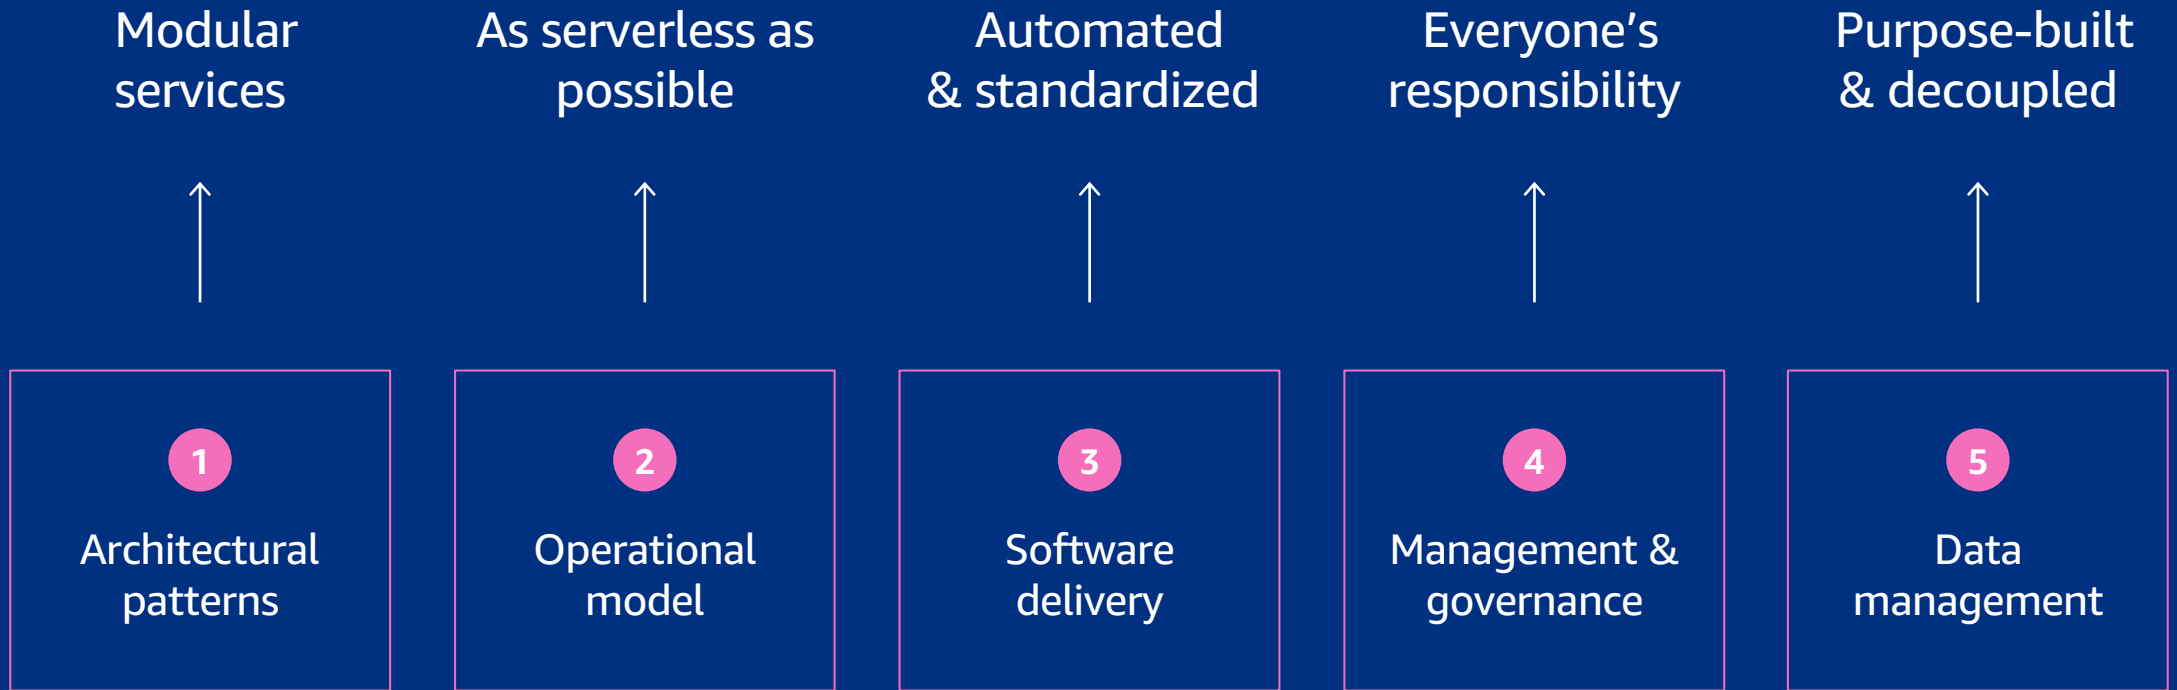 Modular
services
As serverless as
possible
Automated
& standardized
Everyone’s
responsibility
Purpose-built
& decoupled
1
Architectural
patterns
2
Operational
model
3
Software
delivery
4
Management &
governance
5
Data
management